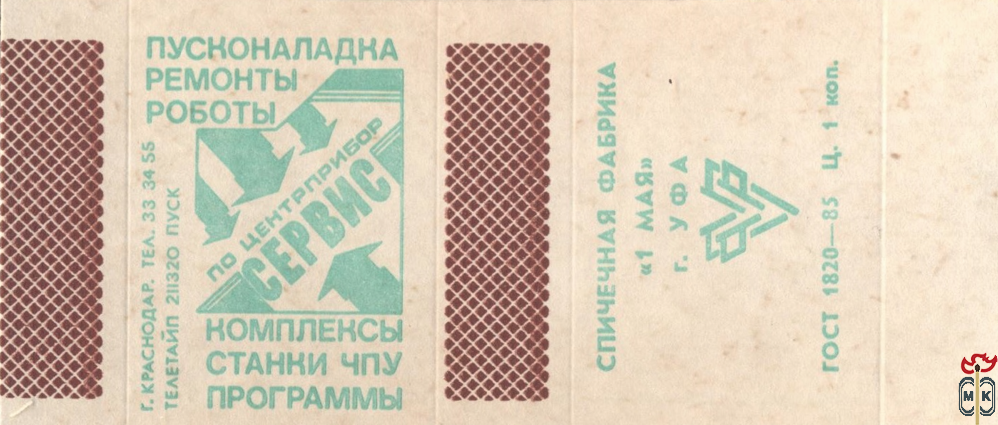 ПУСКОНАЛАДКА
РЕМОНТЫ
РОБОТЫ
ПО ЦЕНТРПРИБОР
"СЕРВИС"
КОМПЛЕКСЫ
СТАНКИ ЧПУ
ПРОГРАММЫ
Г. КРАСНОДАР. ТЕЛ. 33 34 55
ТЕЛЕТАЙП 211320 ПУСК
СПИЧЕЧНАЯ ФАБРИКА
«1 МАЯ»
г. УФА
ГОСТ 1820—85 Ц. 1 коп.
МК